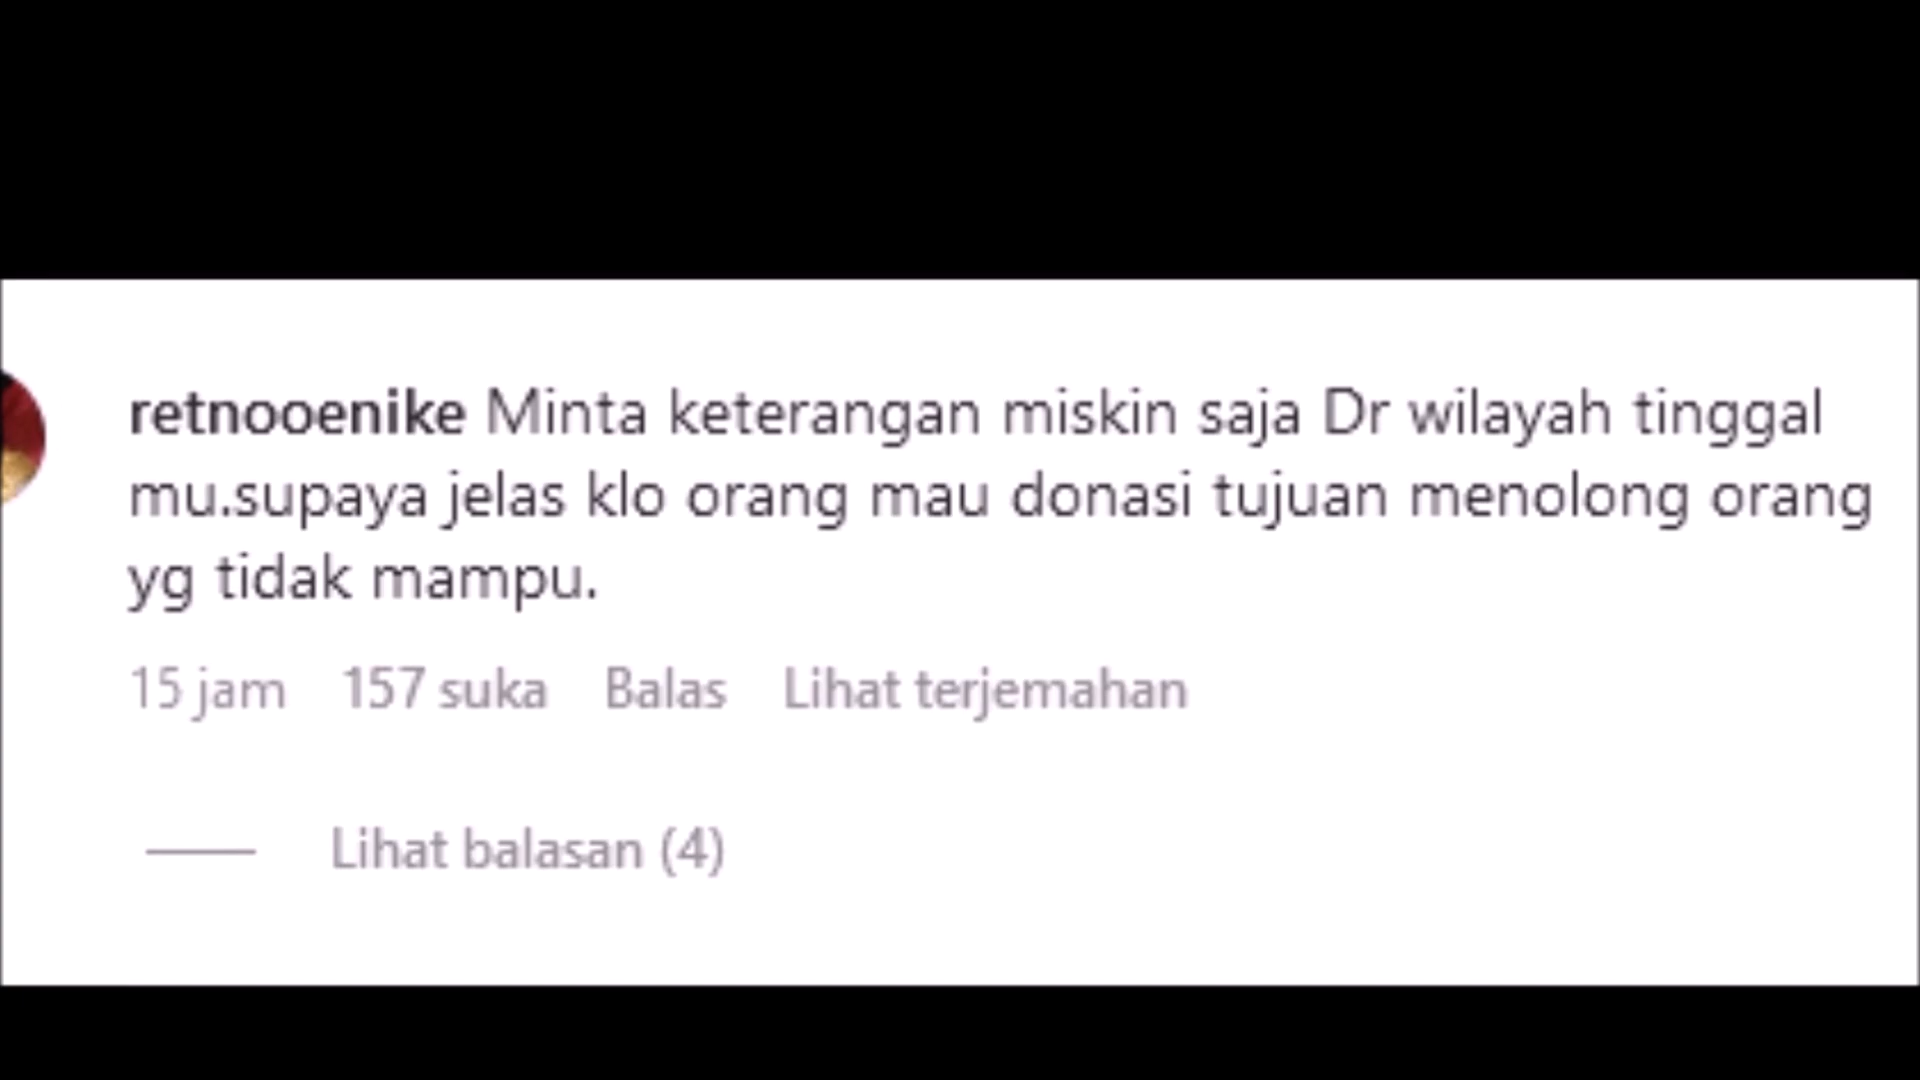 retnooenike Minta keterangan miskin saja Dr wilayah tinggal
mu.supaya jelas klo orang mau donasi tujuan menolong orang
yg tidak mampu.
15 jam 157 suka Balas Lihat terjemahan
Lihat balasan (4)